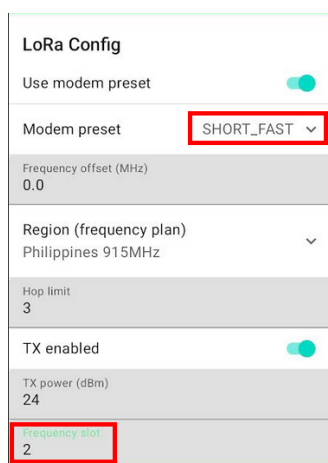 LoRa Config
Use modem preset
Modem preset SHORT_FAST
Frequency offset (MHz)
0.0
Region (frequency plan)
Philippines 915MHz
Hop limit
3
TX enabled
TX power (dBm)
24
Frequency slot
2